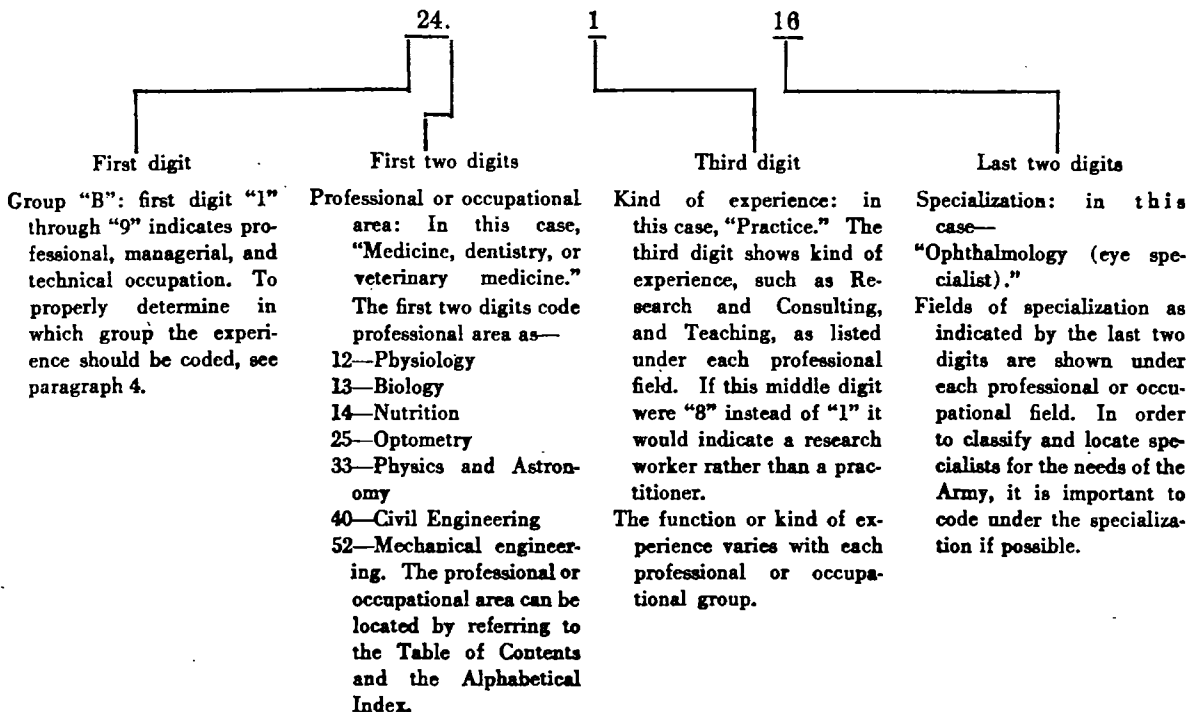 24. 1 16
First digit
Group “B”: first digit “1”
through “9” indicates pro-
fessional, managerial, and
technical occupation. To
properly determine in
which group the experi-
ence should be coded, see
paragraph 4.
First two digits
Professional or occupational
area: In this case,
“Medicine, dentistry, or
veterinary medicine.”
The first two digits code
professional area as—
12—Physiology
13—Biology
14—Nutrition
25—Optometry
33—Physics and Astron-
omy
40—Civil Engineering
52—Mechanical engineer-
ing. The professional or
occupational area can be
located by referring to
the Table of Contents
and the Alphabetical
Index.
Third digit
Kind of experience: in
this case, “Practice.” The
third digit shows kind of
experience, such as Re-
search and Consulting,
and Teaching, as listed
under each professional
field. If this middle digit
were “8” instead of “1” it
would indicate a research
worker rather than a prac-
titioner.
The function or kind of ex-
perience varies with each
professional or occupa-
tional group.
Last two digits
Specialization: in this
case—
“Ophthalmology (eye spe-
cialist).”
Fields of specialization as
indicated by the last two
digits are shown under
each professional or occu-
pational field. In order
to classify and locate spe-
cialists for the needs of the
Army, it is important to
code under the specializa-
tion if possible.